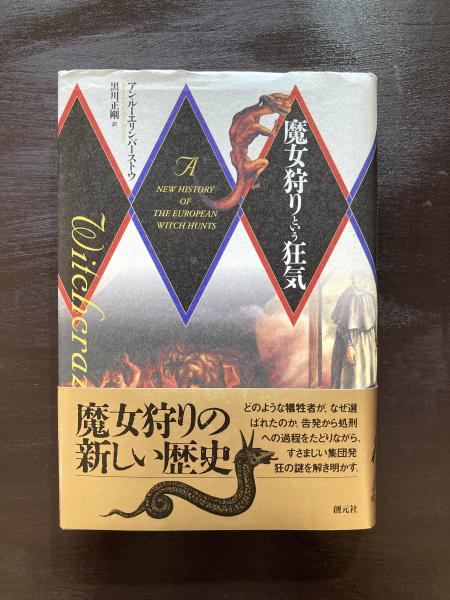 魔女狩りという狂気
アン・ルーエリン・バーストウ
黒川正剛 訳
A
NEW HISTORY
OF
THE EUROPEAN
WITCH HUNTS
Witchcraz
魔女狩りの
新しい歴史
どのような犠牲者が、なぜ選
ばれたのか。告発から処刑
への過程をたどりながら、
すさまじい集団発
狂の謎を解き明かす。
創元社